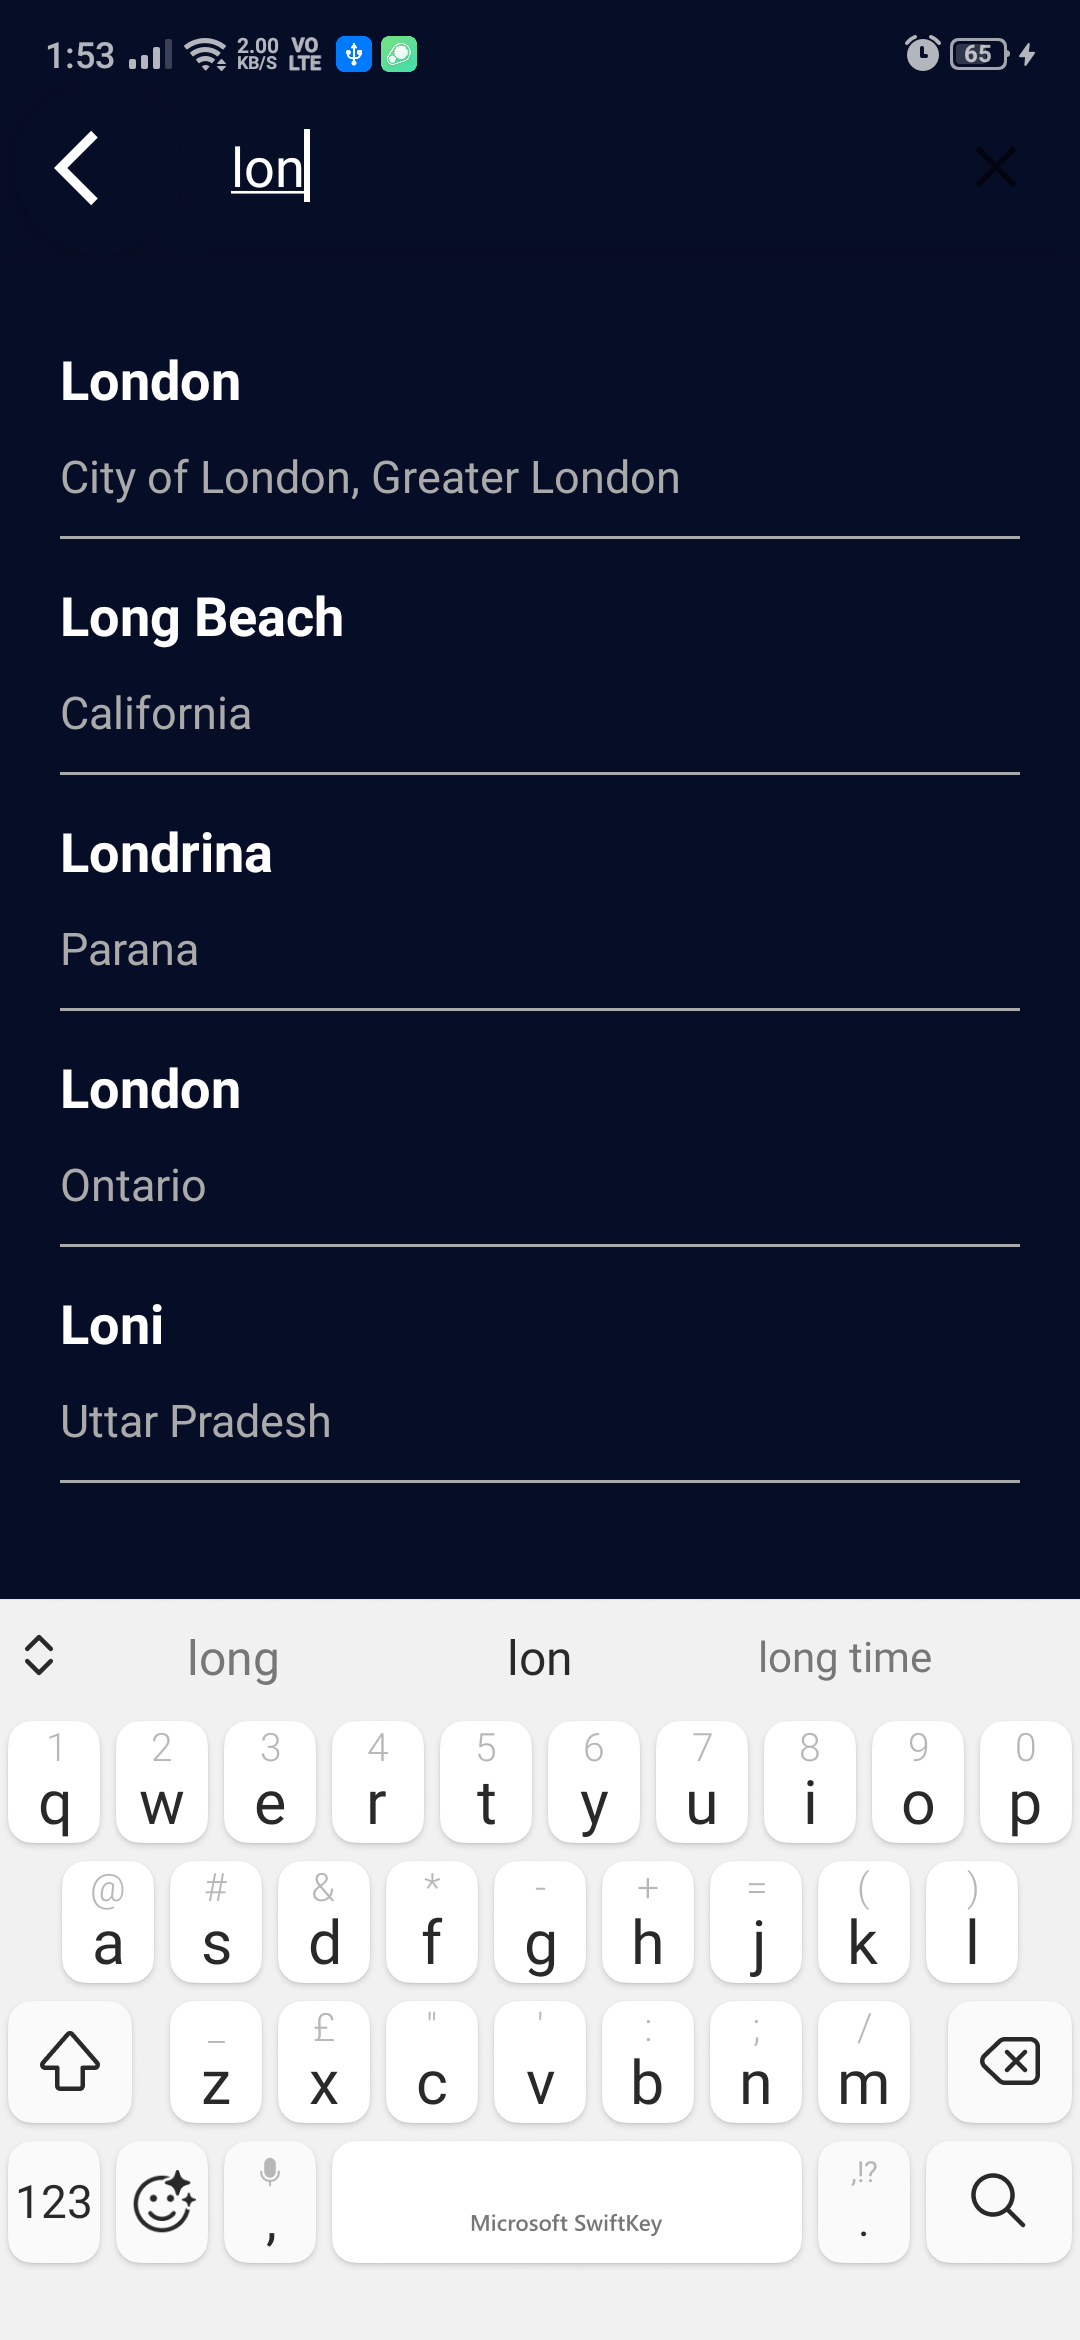 1:53 2.00 KB/S VO LTE 65
lon
London
City of London, Greater London
Long Beach
California
Londrina
Parana
London
Ontario
Loni
Uttar Pradesh
long lon long time
1 2 3 4 5 6 7 8 9 0
q w e r t y u i o p
@ # & * - + = ( )
a s d f g h j k l
_ £ " ' : ; /
z x c v b n m
123 , Microsoft SwiftKey ,!? .